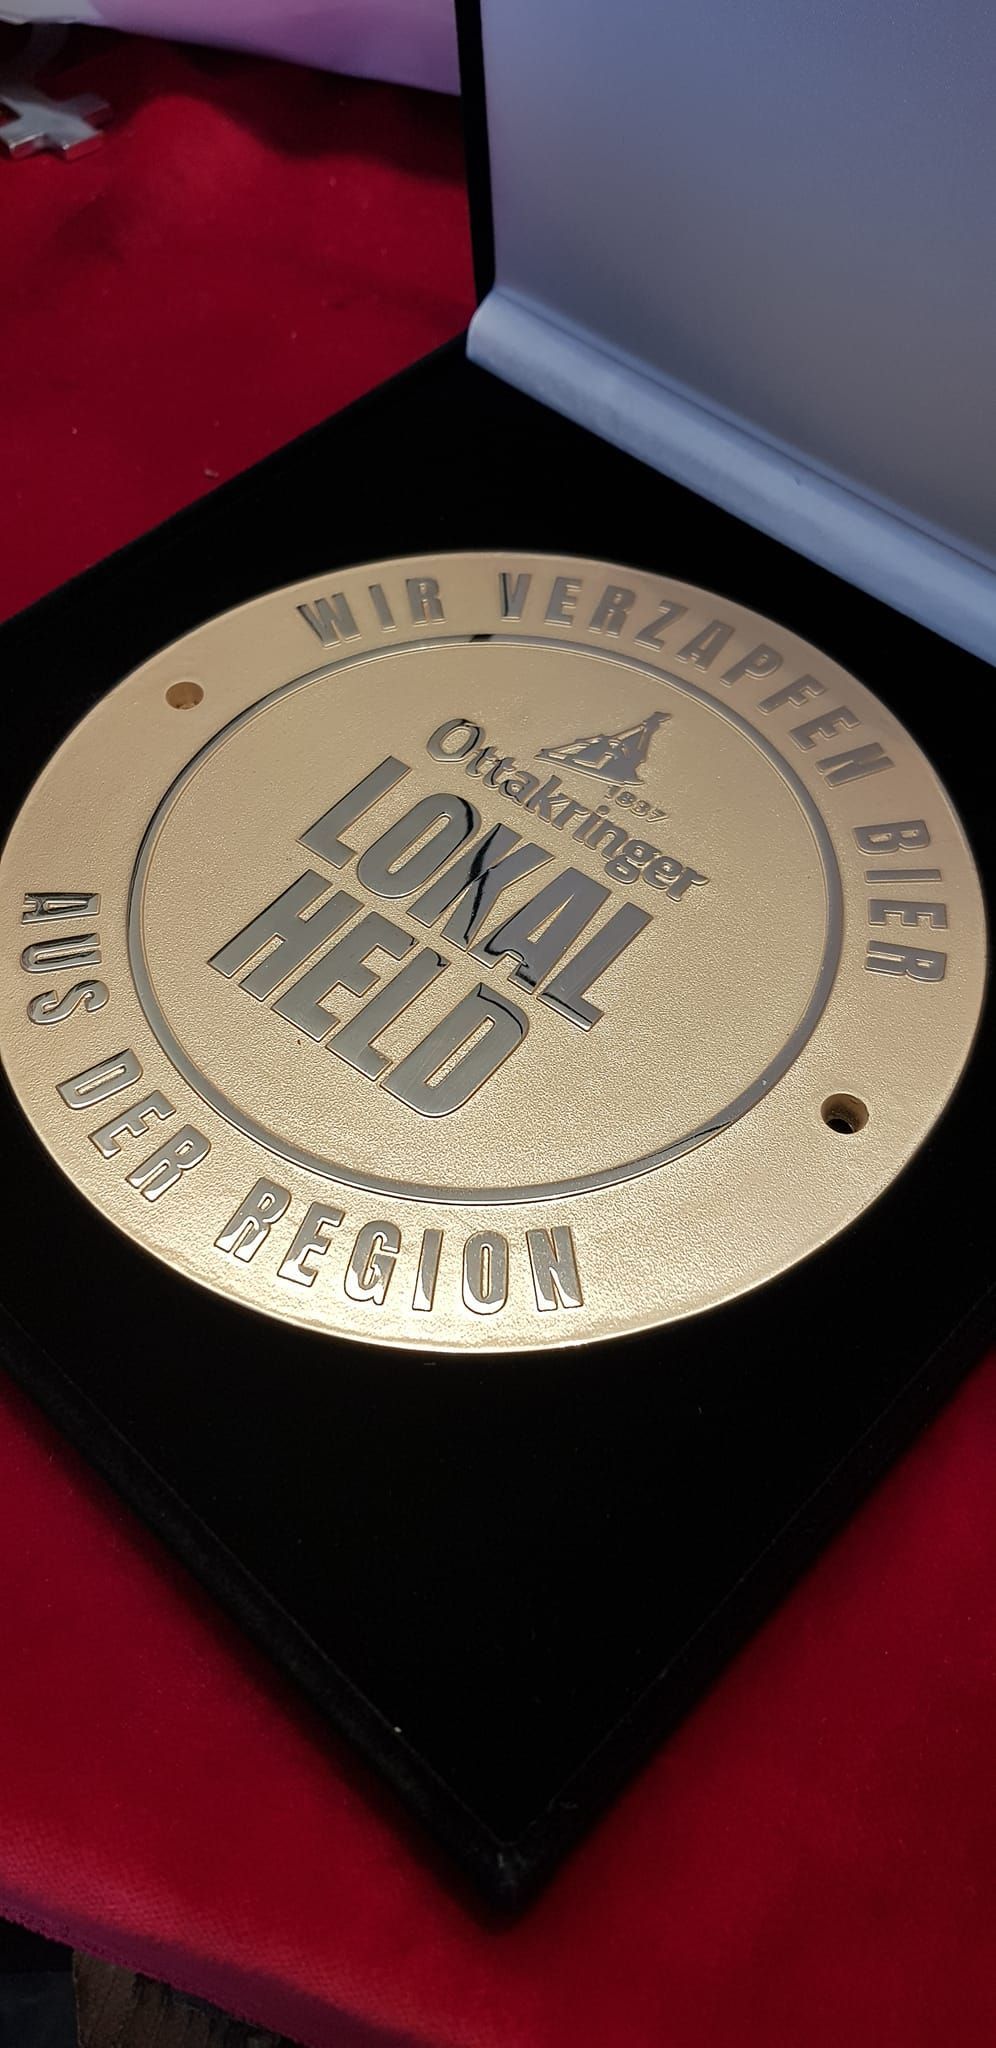 WIR VERZAPFEN BIER
Ottakringer
1837
LOKAL
HELD
AUS DER REGION